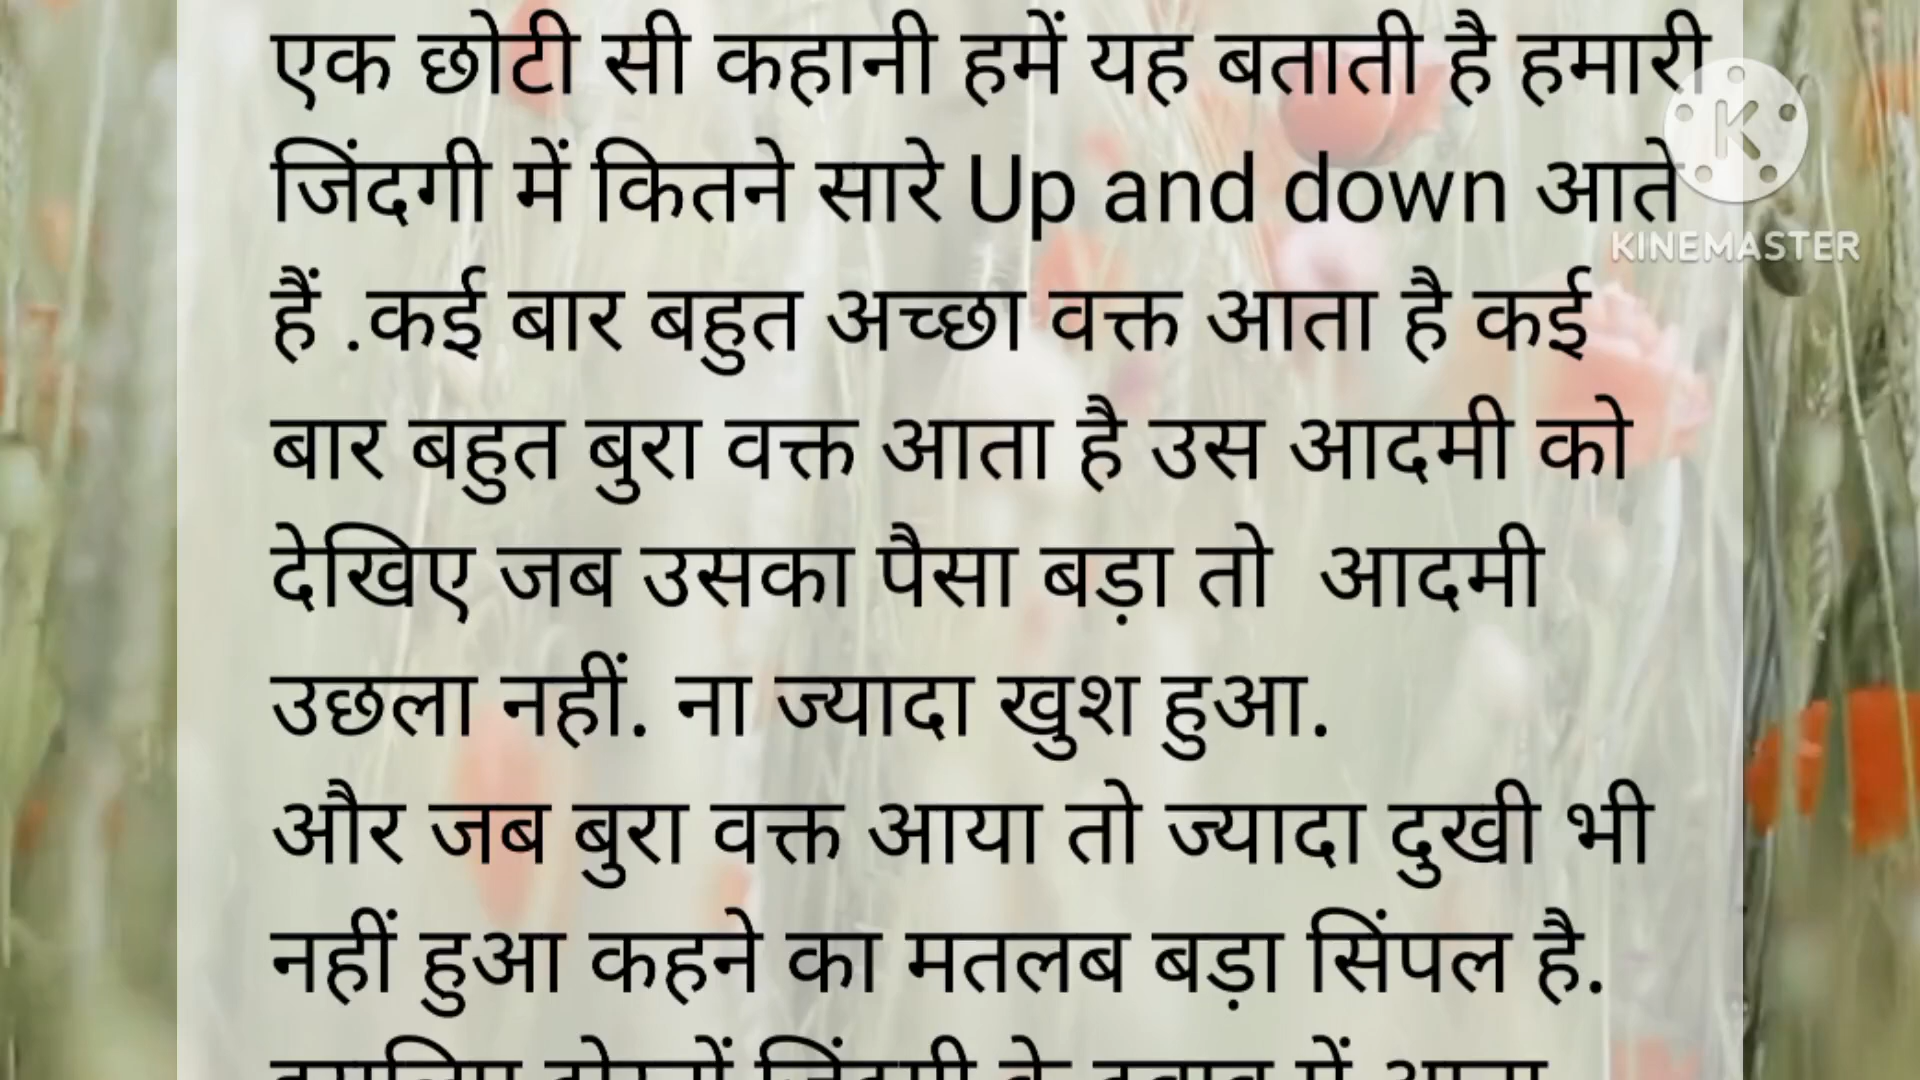 एक छोटी सी कहानी हमें यह बताती है हमारी
जिंदगी में कितने सारे Up and down आते
हैं .कई बार बहुत अच्छा वक्त आता है कई
बार बहुत बुरा वक्त आता है उस आदमी को
देखिए जब उसका पैसा बड़ा तो  आदमी
उछला नहीं. ना ज्यादा खुश हुआ.
और जब बुरा वक्त आया तो ज्यादा दुखी भी
नहीं हुआ कहने का मतलब बड़ा सिंपल है.
KINEMASTER